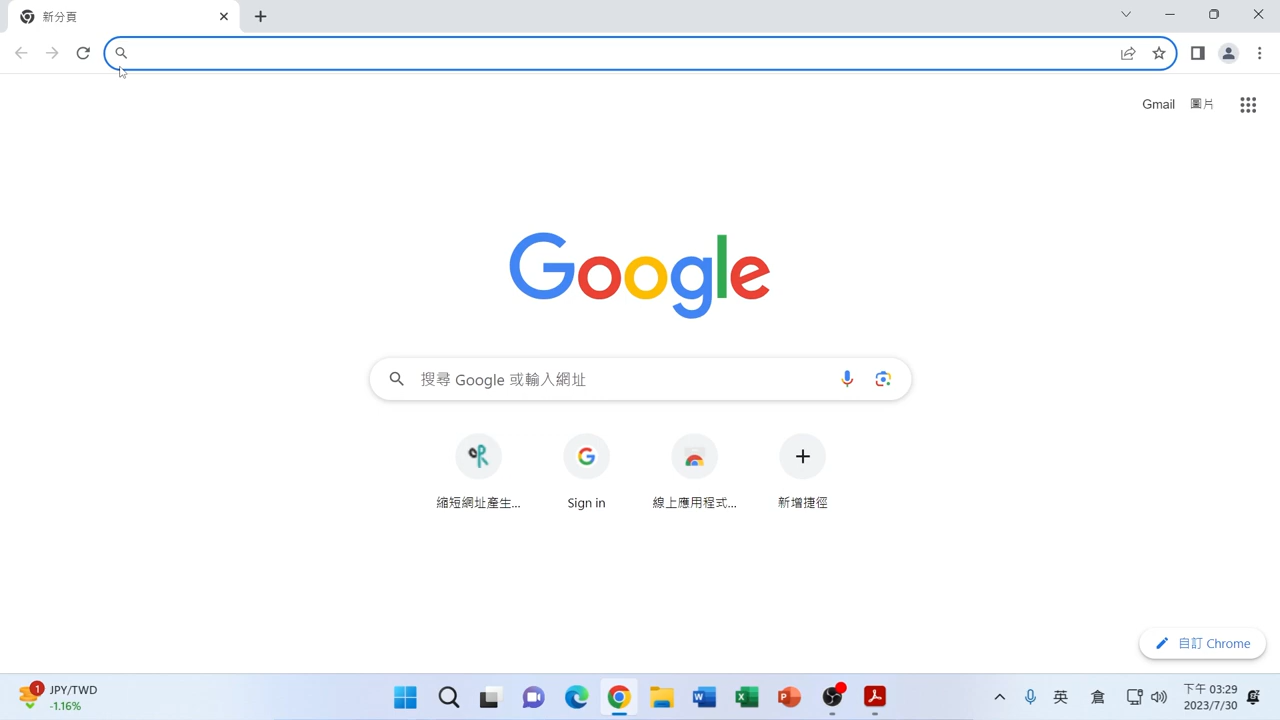 新分頁
Gmail 圖片
Google
搜尋 Google 或輸入網址
縮短網址產生... Sign in 線上應用程式... 新增捷徑
自訂 Chrome
1 JPY/TWD 英 倉 下午 03:29
-1.16% 2023/7/30